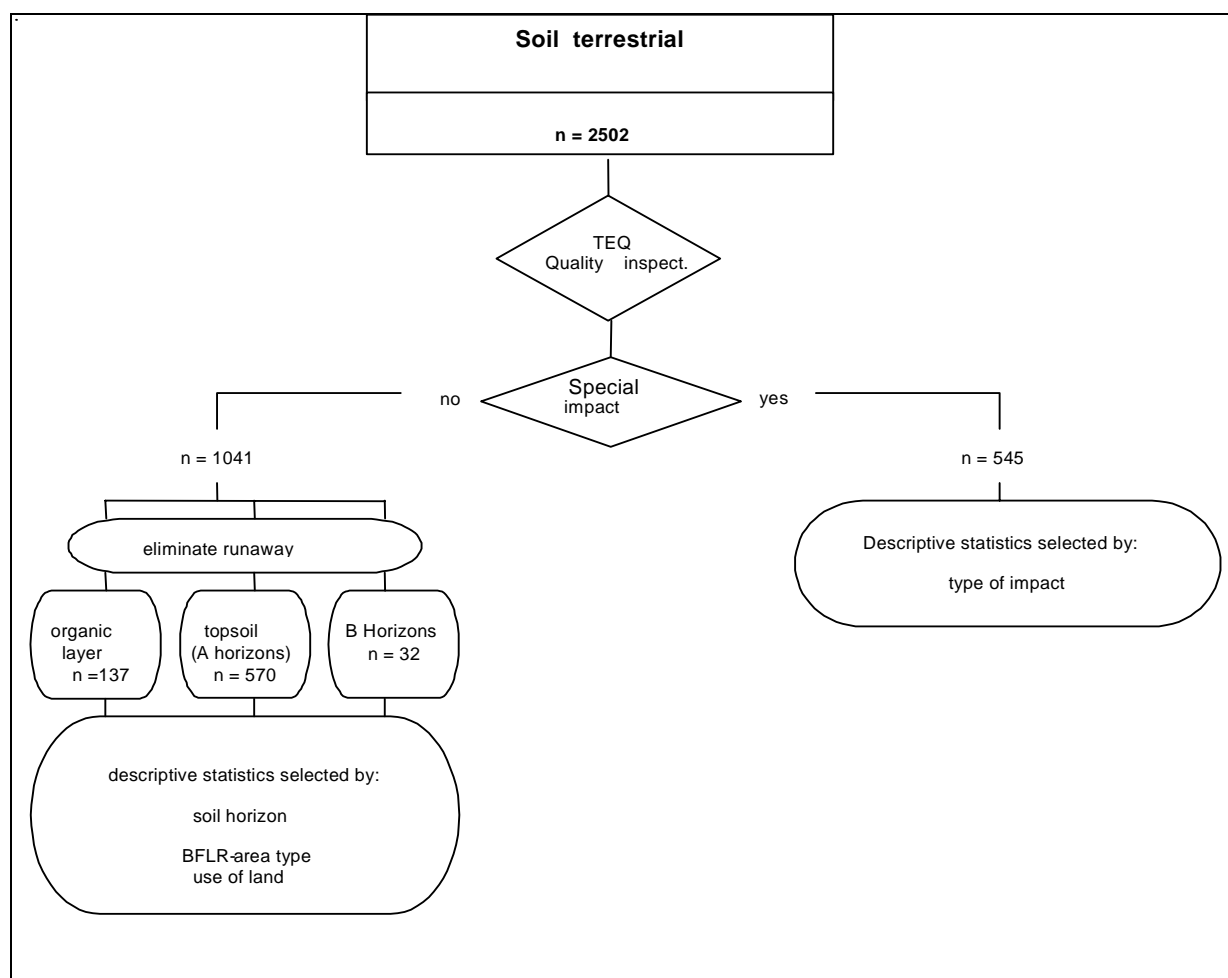 Soil terrestrial
n = 2502
TEQ
Quality inspect.
Special
impact
no
yes
n = 1041
n = 545
eliminate runaway
Descriptive statistics selected by:
type of impact
organic
layer
n =137
topsoil
(A horizons)
n = 570
B Horizons
n = 32
descriptive statistics selected by:
soil horizon
BFLR-area type
use of land